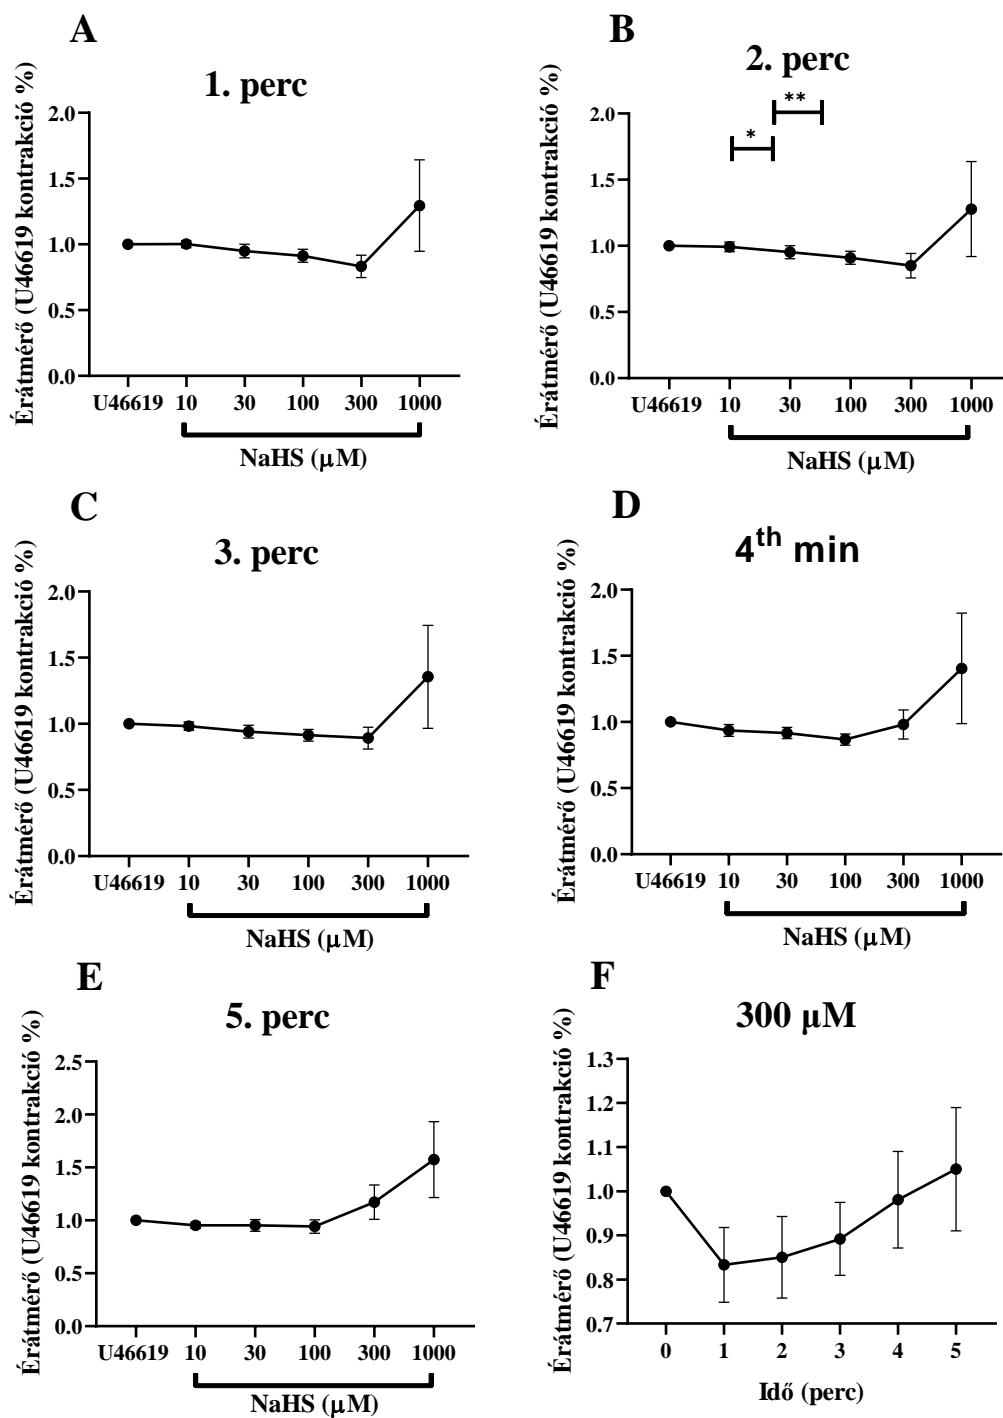 A
1. perc
Érátmérő (U46619 kontrakció %)
2.0
1.5
1.0
0.5
0.0
U46619 10 30 100 300 1000
NaHS (μM)
B
2. perc
Érátmérő (U46619 kontrakció %)
**
*
2.0
1.5
1.0
0.5
0.0
U46619 10 30 100 300 1000
NaHS (μM)
C
3. perc
Érátmérő (U46619 kontrakció %)
2.0
1.5
1.0
0.5
0.0
U46619 10 30 100 300 1000
NaHS (μM)
D
4th min
Érátmérő (U46619 kontrakció %)
2.0
1.5
1.0
0.5
0.0
U46619 10 30 100 300 1000
NaHS (μM)
E
5. perc
Érátmérő (U46619 kontrakció %)
2.5
2.0
1.5
1.0
0.5
0.0
U46619 10 30 100 300 1000
NaHS (μM)
F
300 μM
Érátmérő (U46619 kontrakció %)
1.3
1.2
1.1
1.0
0.9
0.8
0.7
0 1 2 3 4 5
Idő (perc)